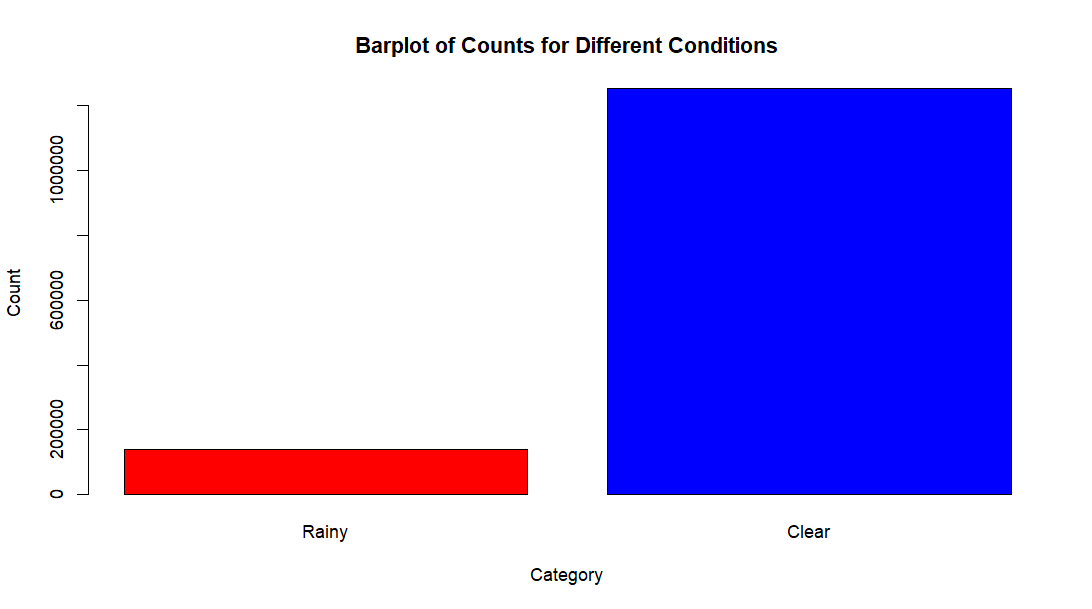 Barplot of Counts for Different Conditions
1000000
600000
200000
0
Count
Rainy
Clear
Category